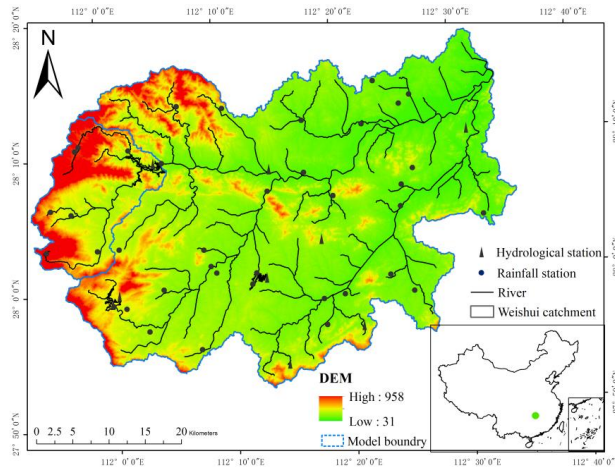 112° 0'0"E 112° 10'0"E 112° 20'0"E 112° 30'0"E 112° 40'0"E
28° 20'0"N
28° 10'0"N
28° 0'0"N
27° 50'0"N
N
Hydrological station
Rainfall station
River
Weishui catchment
DEM
High : 958
Low : 31
Model boundry
0 2.5 5 10 15 20 Kilometers
112° 0'0"E 112° 10'0"E 112° 20'0"E 112° 30'0"E 112° 40'0"E